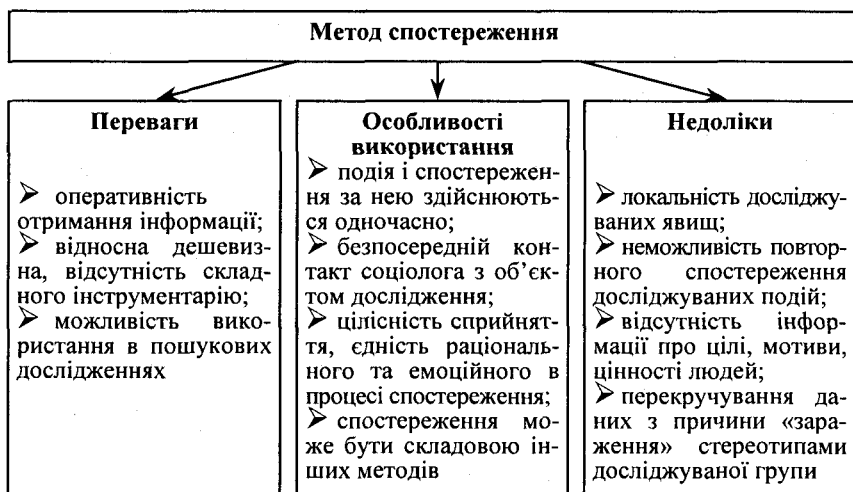 Метод спостереження
Переваги
➢ оперативність
отримання інформації;
➢ відносна дешевиз-
на, відсутність склад-
ного інструментарію;
➢ можливість вико-
ристання в пошукових
дослідженнях
Особливості
використання
➢ подія і спостережен-
ня за нею здійснюють-
ся одночасно;
➢ безпосередній кон-
такт соціолога з об’єк-
том дослідження;
➢ цілісність сприйнят-
тя, єдність раціональ-
ного та емоційного в
процесі спостереження;
➢ спостереження мо-
же бути складовою ін-
ших методів
Недоліки
➢ локальність досліджу-
ваних явищ;
➢ неможливість повтор-
ного спостереження
досліджуваних подій;
➢ відсутність інфор-
мації про цілі, мотиви,
цінності людей;
➢ перекручування да-
них з причини «зара-
ження» стереотипами
досліджуваної групи